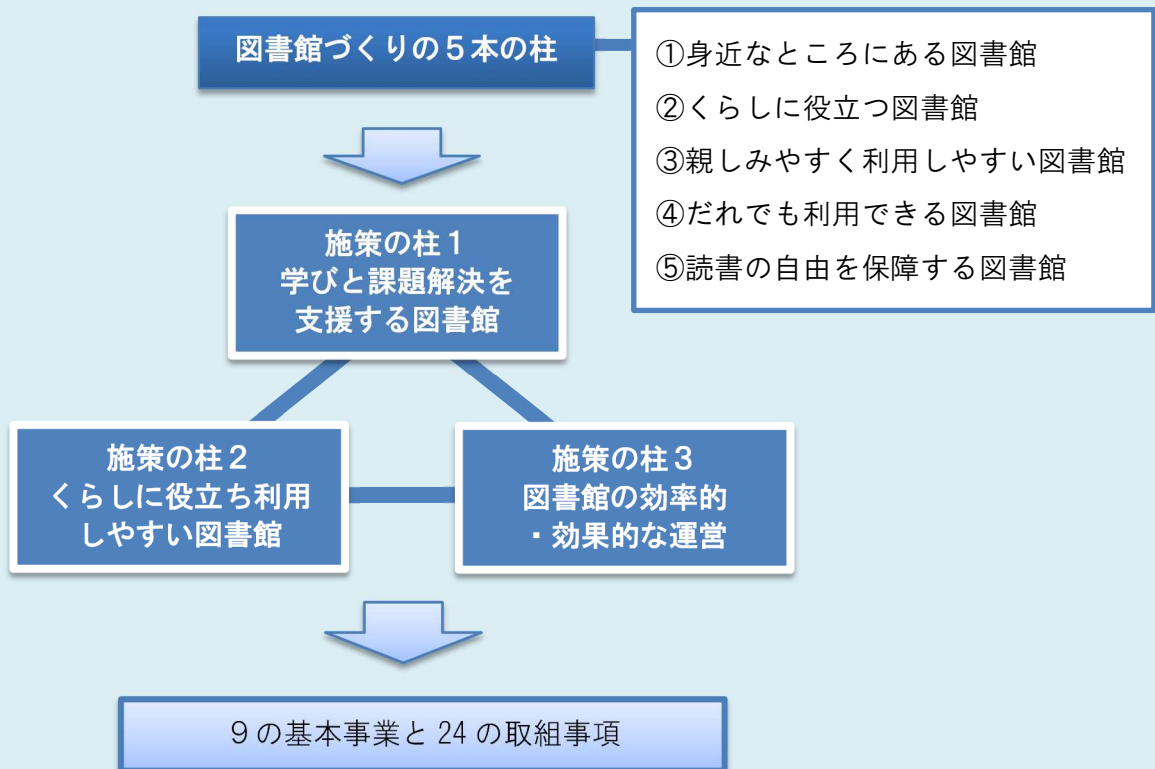 図書館づくりの５本の柱
①身近なところにある図書館
②くらしに役立つ図書館
③親しみやすく利用しやすい図書館
④だれでも利用できる図書館
⑤読書の自由を保障する図書館
施策の柱１
学びと課題解決を
支援する図書館
施策の柱２
くらしに役立ち利用
しやすい図書館
施策の柱３
図書館の効率的
・効果的な運営
９の基本事業と 24 の取組事項